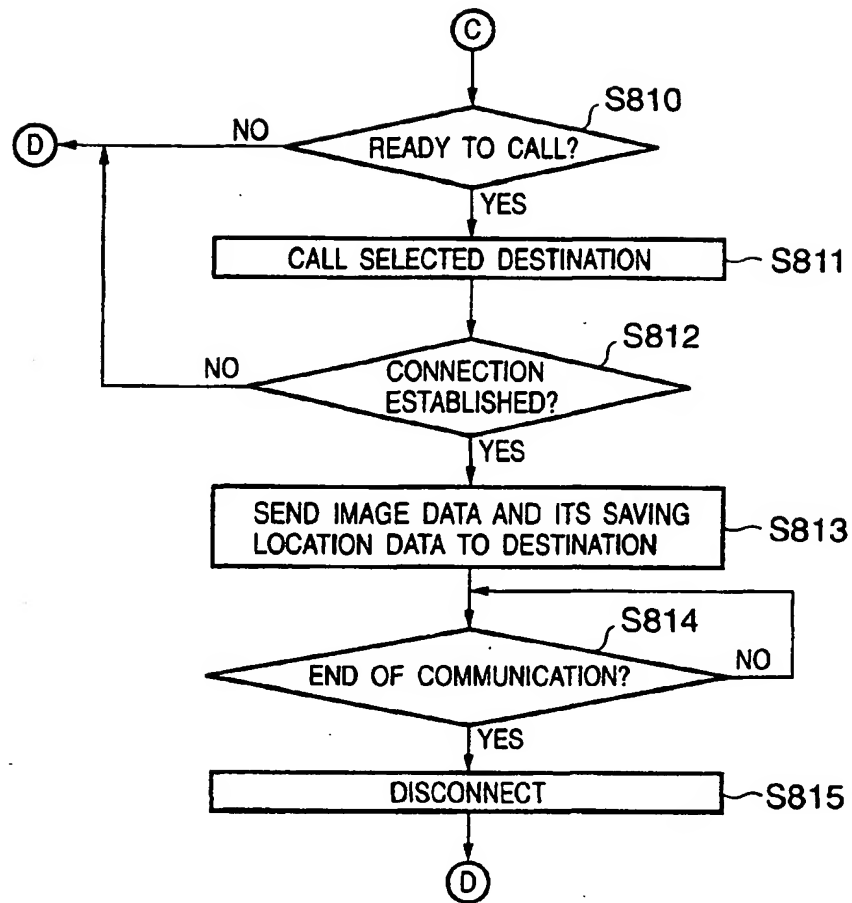 C
S810
D
NO
READY TO CALL?
YES
CALL SELECTED DESTINATION
S811
S812
NO
CONNECTION
ESTABLISHED?
YES
SEND IMAGE DATA AND ITS SAVING
LOCATION DATA TO DESTINATION
S813
S814
END OF COMMUNICATION?
NO
YES
DISCONNECT
S815
D